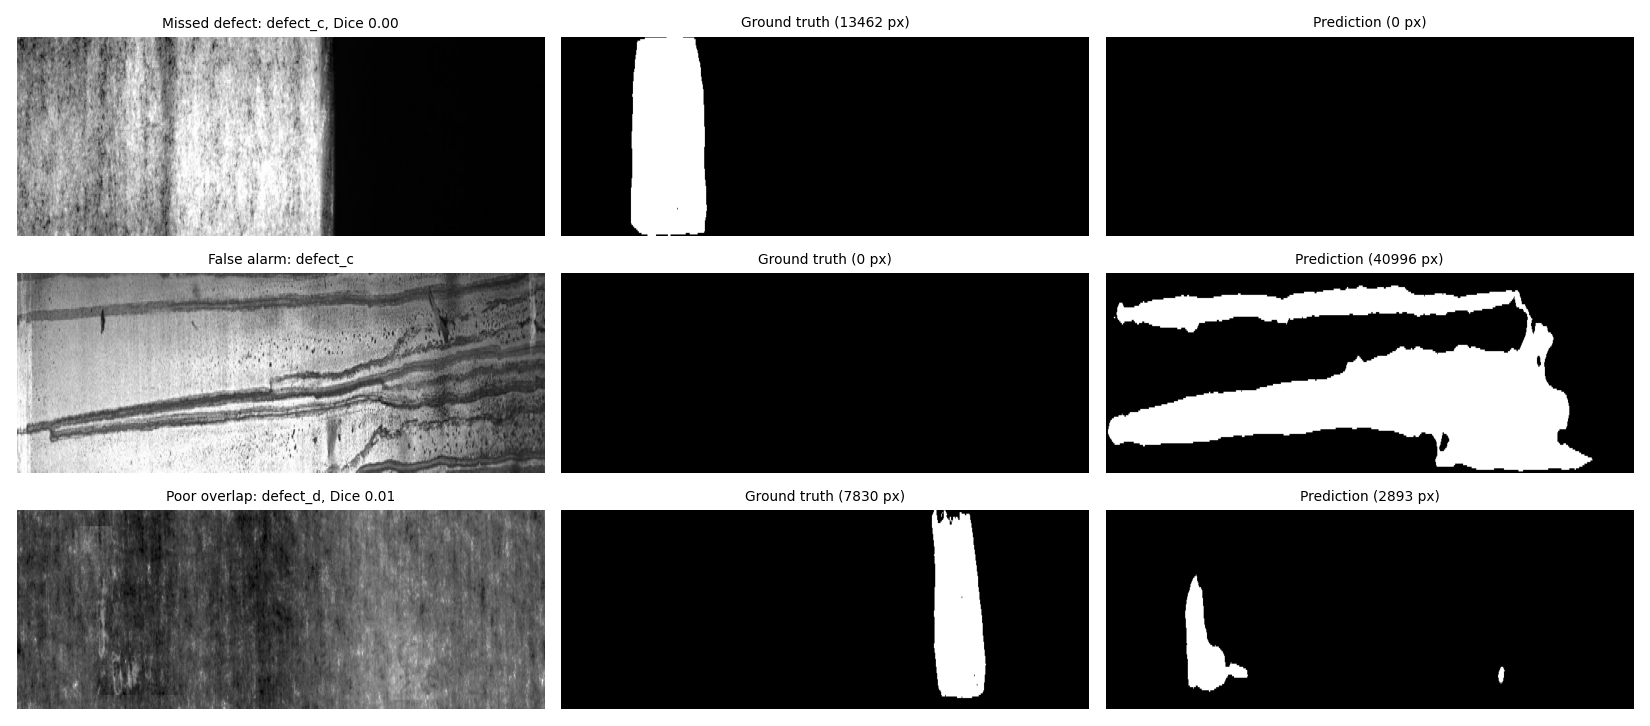 Missed defect: defect_c, Dice 0.00
Ground truth (13462 px)
Prediction (0 px)
False alarm: defect_c
Ground truth (0 px)
Prediction (40996 px)
Poor overlap: defect_d, Dice 0.01
Ground truth (7830 px)
Prediction (2893 px)